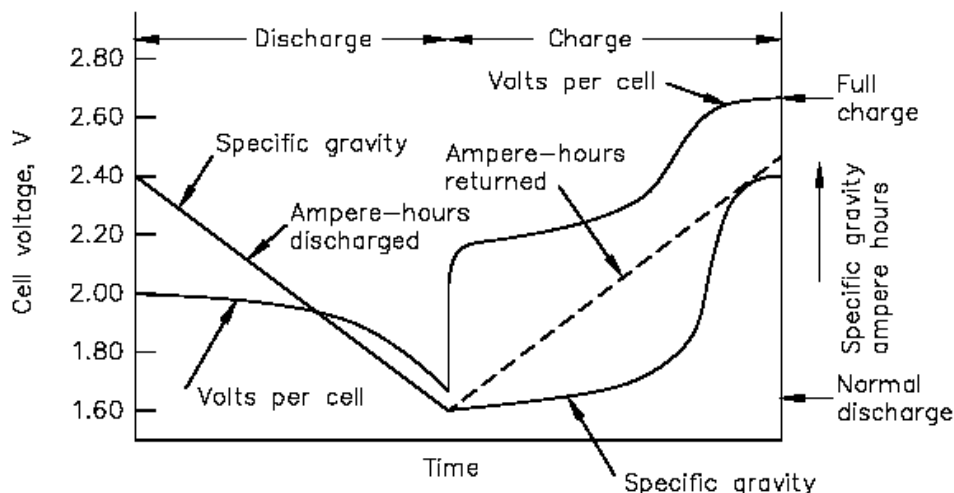 Discharge
Charge
2.80
2.60
2.40
2.20
2.00
1.80
1.60
Cell voltage, V
Volts per cell
Full
charge
Specific gravity
Ampere-hours
returned
Ampere-hours
discharged
Specific gravity
ampere hours
Volts per cell
Normal
discharge
Time
Specific gravity